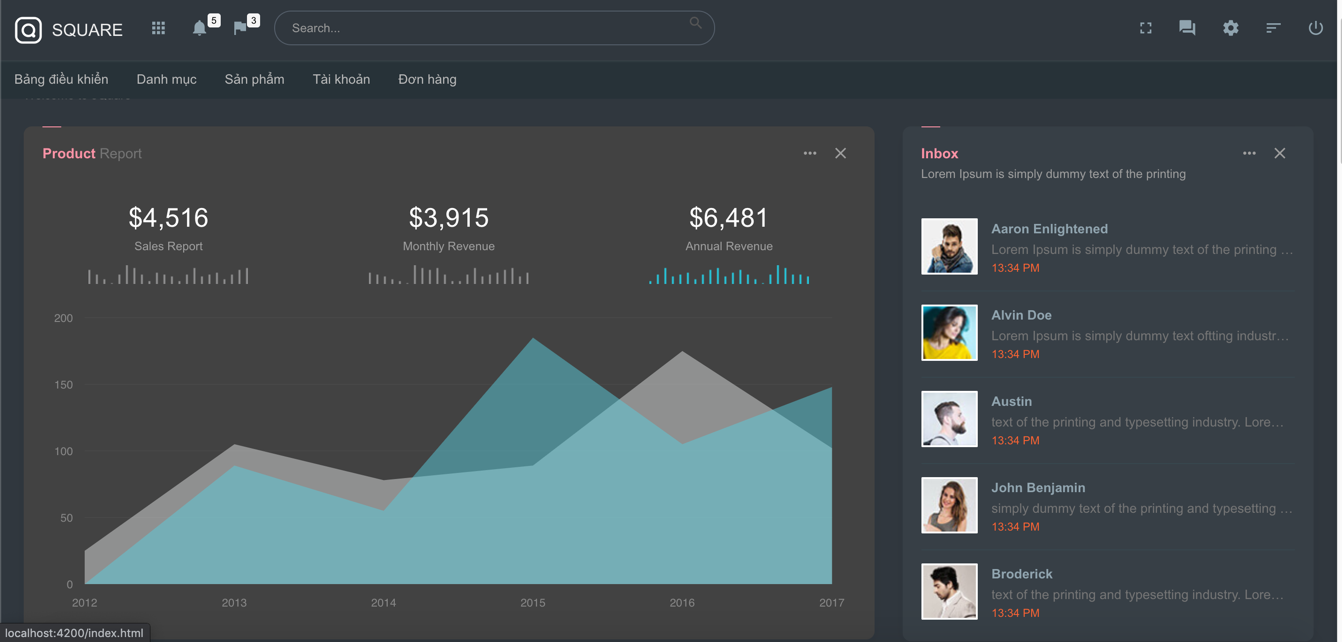 SQUARE
5
3
Search...
Bảng điều khiển
Danh mục
Sản phẩm
Tài khoản
Đơn hàng
Product Report
$4,516
Sales Report
$3,915
Monthly Revenue
$6,481
Annual Revenue
200
150
100
50
0
2012
2013
2014
2015
2016
2017
Inbox
Lorem Ipsum is simply dummy text of the printing
Aaron Enlightened
Lorem Ipsum is simply dummy text of the printing ...
13:34 PM
Alvin Doe
Lorem Ipsum is simply dummy text oftting industr...
13:34 PM
Austin
text of the printing and typesetting industry. Lore...
13:34 PM
John Benjamin
simply dummy text of the printing and typesetting ...
13:34 PM
Broderick
text of the printing and typesetting industry. Lore...
13:34 PM
localhost:4200/index.html